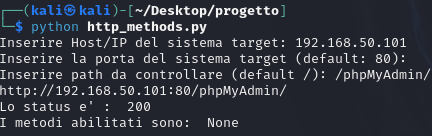 ┌──(kali㉿kali)-[~/Desktop/progetto]
└─$ python http_methods.py
Inserire Host/IP del sistema target: 192.168.50.101
Inserire la porta del sistema target (default: 80):
Inserire path da controllare (default /): /phpMyAdmin/
http://192.168.50.101:80/phpMyAdmin/
Lo status e' :  200
I metodi abilitati sono:  None